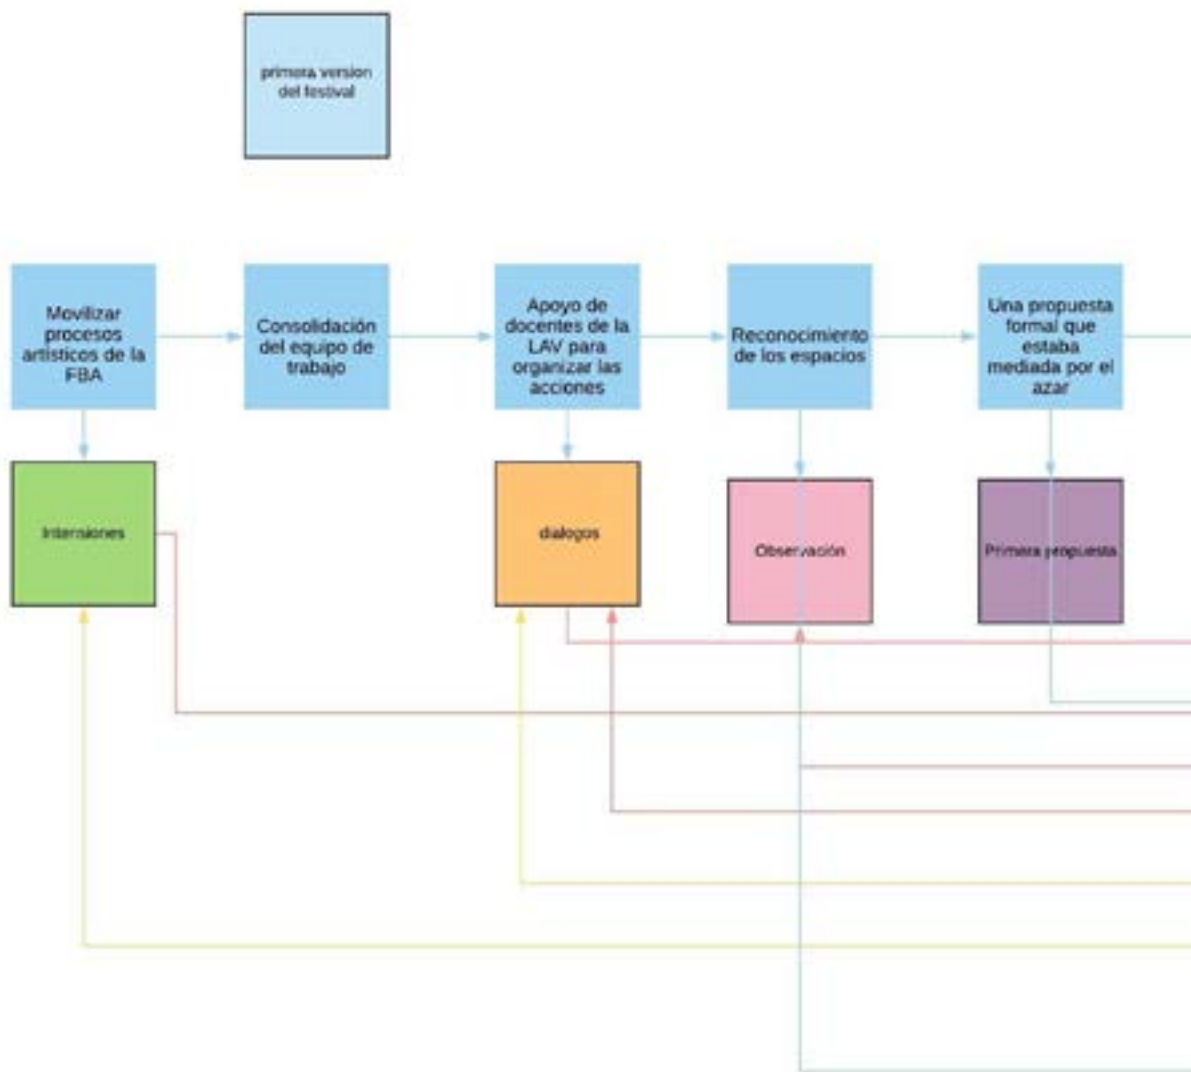 primera version
del festival
Movilizar
procesos
artísticos de la
FBA
Consolidación
del equipo de
trabajo
Apoyo de
docentes de la
LAV para
organizar las
acciones
Reconocimiento
de los espacios
Una propuesta
formal que
estaba
mediada por el
azar
Intensiones
dialogos
Observación
Primera propuesta